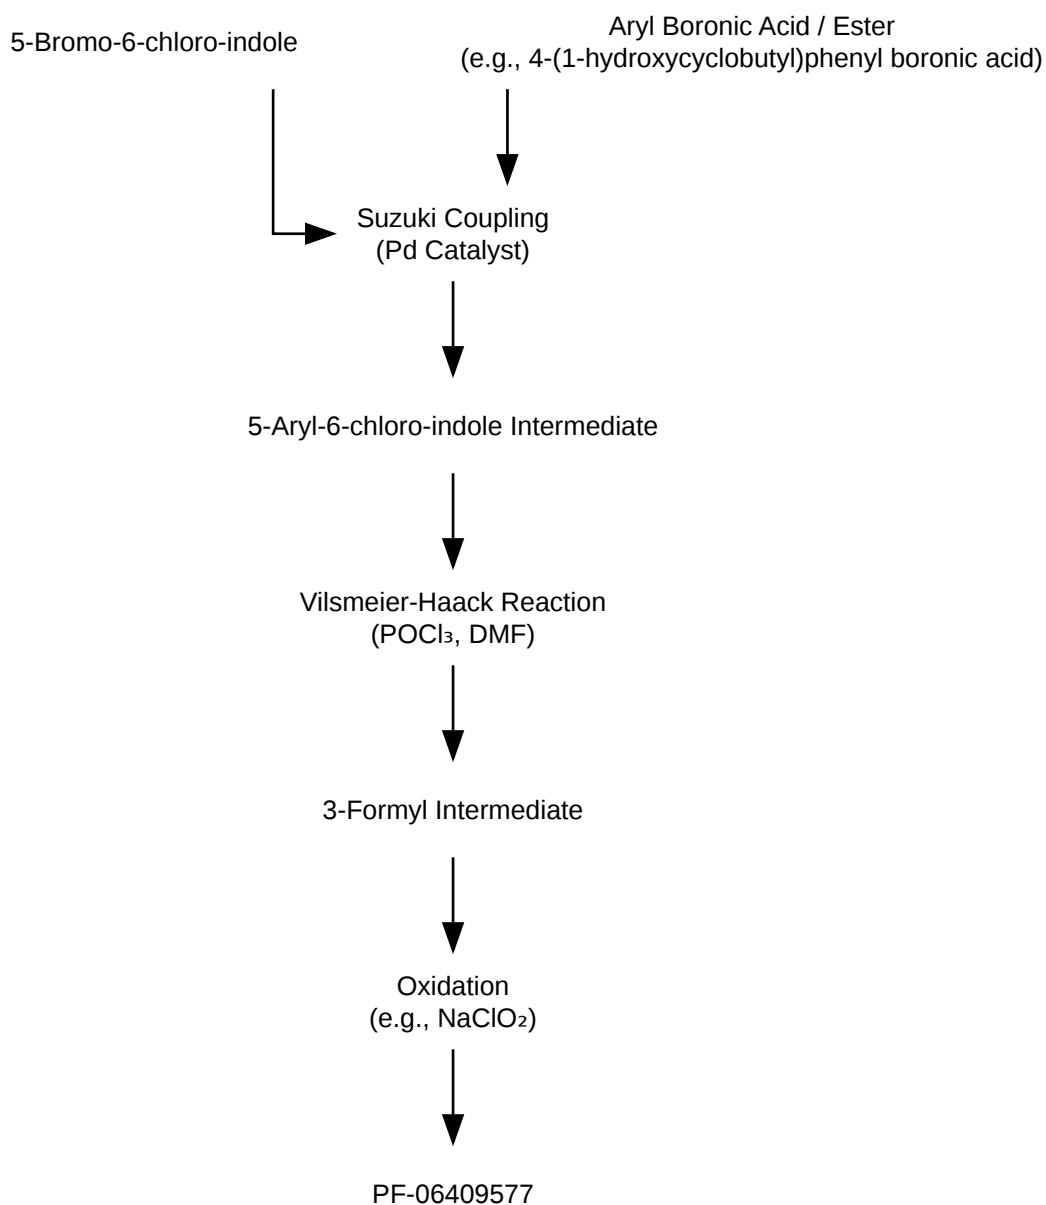 5-Bromo-6-chloro-indole
Aryl Boronic Acid / Ester
(e.g., 4-(1-hydroxycyclobutyl)phenyl boronic acid)
Suzuki Coupling
(Pd Catalyst)
5-Aryl-6-chloro-indole Intermediate
Vilsmeier-Haack Reaction
(POCl₃, DMF)
3-Formyl Intermediate
Oxidation
(e.g., NaClO₂)
PF-06409577